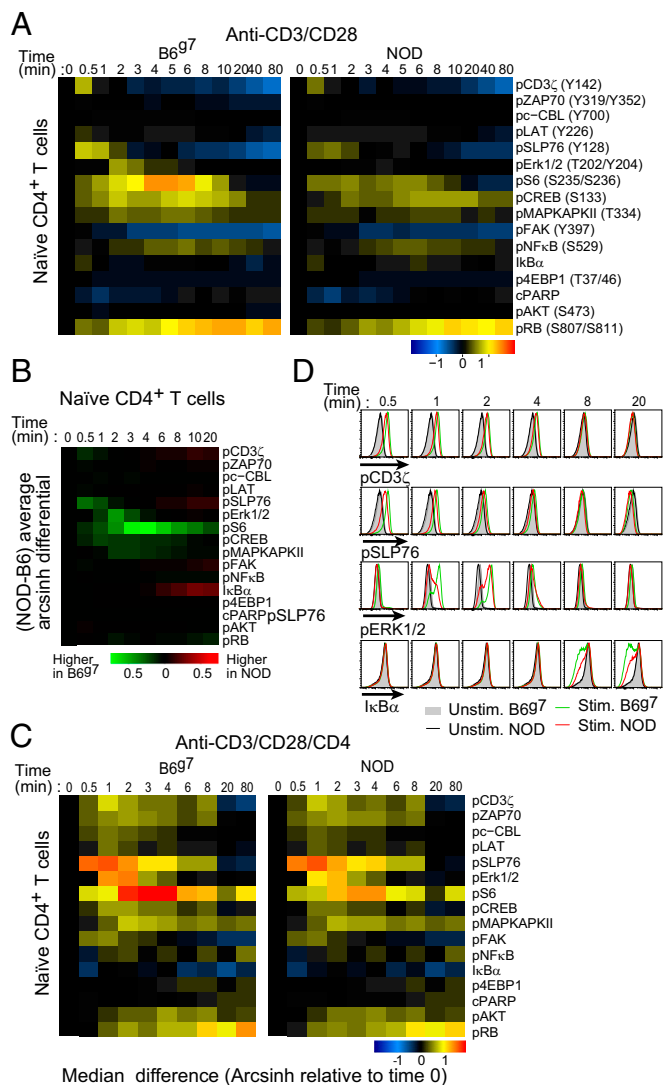 A
Anti-CD3/CD28
Time (min) :
B6g7
NOD
0 0.5 1 2 3 4 5 6 8 10 20 40 80
0 0.5 1 2 3 4 5 6 8 10 20 40 80
Naïve CD4+ T cells
pCD3ζ (Y142)
pZAP70 (Y319/Y352)
pc-CBL (Y700)
pLAT (Y226)
pSLP76 (Y128)
pErk1/2 (T202/Y204)
pS6 (S235/S236)
pCREB (S133)
pMAPKAPKII (T334)
pFAK (Y397)
pNFκB (S529)
IkBα
p4EBP1 (T37/46)
cPARP
pAKT (S473)
pRB (S807/S811)
-1 0 1
B
Naïve CD4+ T cells
Time (min) :
0 0.5 1 2 3 4 6 8 10 20
(NOD-B6) average arcsinh differential
pCD3ζ
pZAP70
pc-CBL
pLAT
pSLP76
pErk1/2
pS6
pCREB
pMAPKAPKII
pFAK
pNFκB
IκBα
p4EBP1
cPARPpSLP76
pAKT
pRB
Higher in B6g7
0.5 0 0.5
Higher in NOD
D
Time (min) :
0.5 1 2 4 8 20
pCD3ζ
pSLP76
pERK1/2
IκBα
Unstim. B6g7
Stim. B6g7
Unstim. NOD
Stim. NOD
C
Anti-CD3/CD28/CD4
Time (min) :
B6g7
NOD
0 0.5 1 2 3 4 6 8 20 80
0 0.5 1 2 3 4 6 8 20 80
Naïve CD4+ T cells
pCD3ζ
pZAP70
pc-CBL
pLAT
pSLP76
pErk1/2
pS6
pCREB
pMAPKAPKII
pFAK
pNFκB
IκBα
p4EBP1
cPARP
pAKT
pRB
-1 0 1
Median difference (Arcsinh relative to time 0)